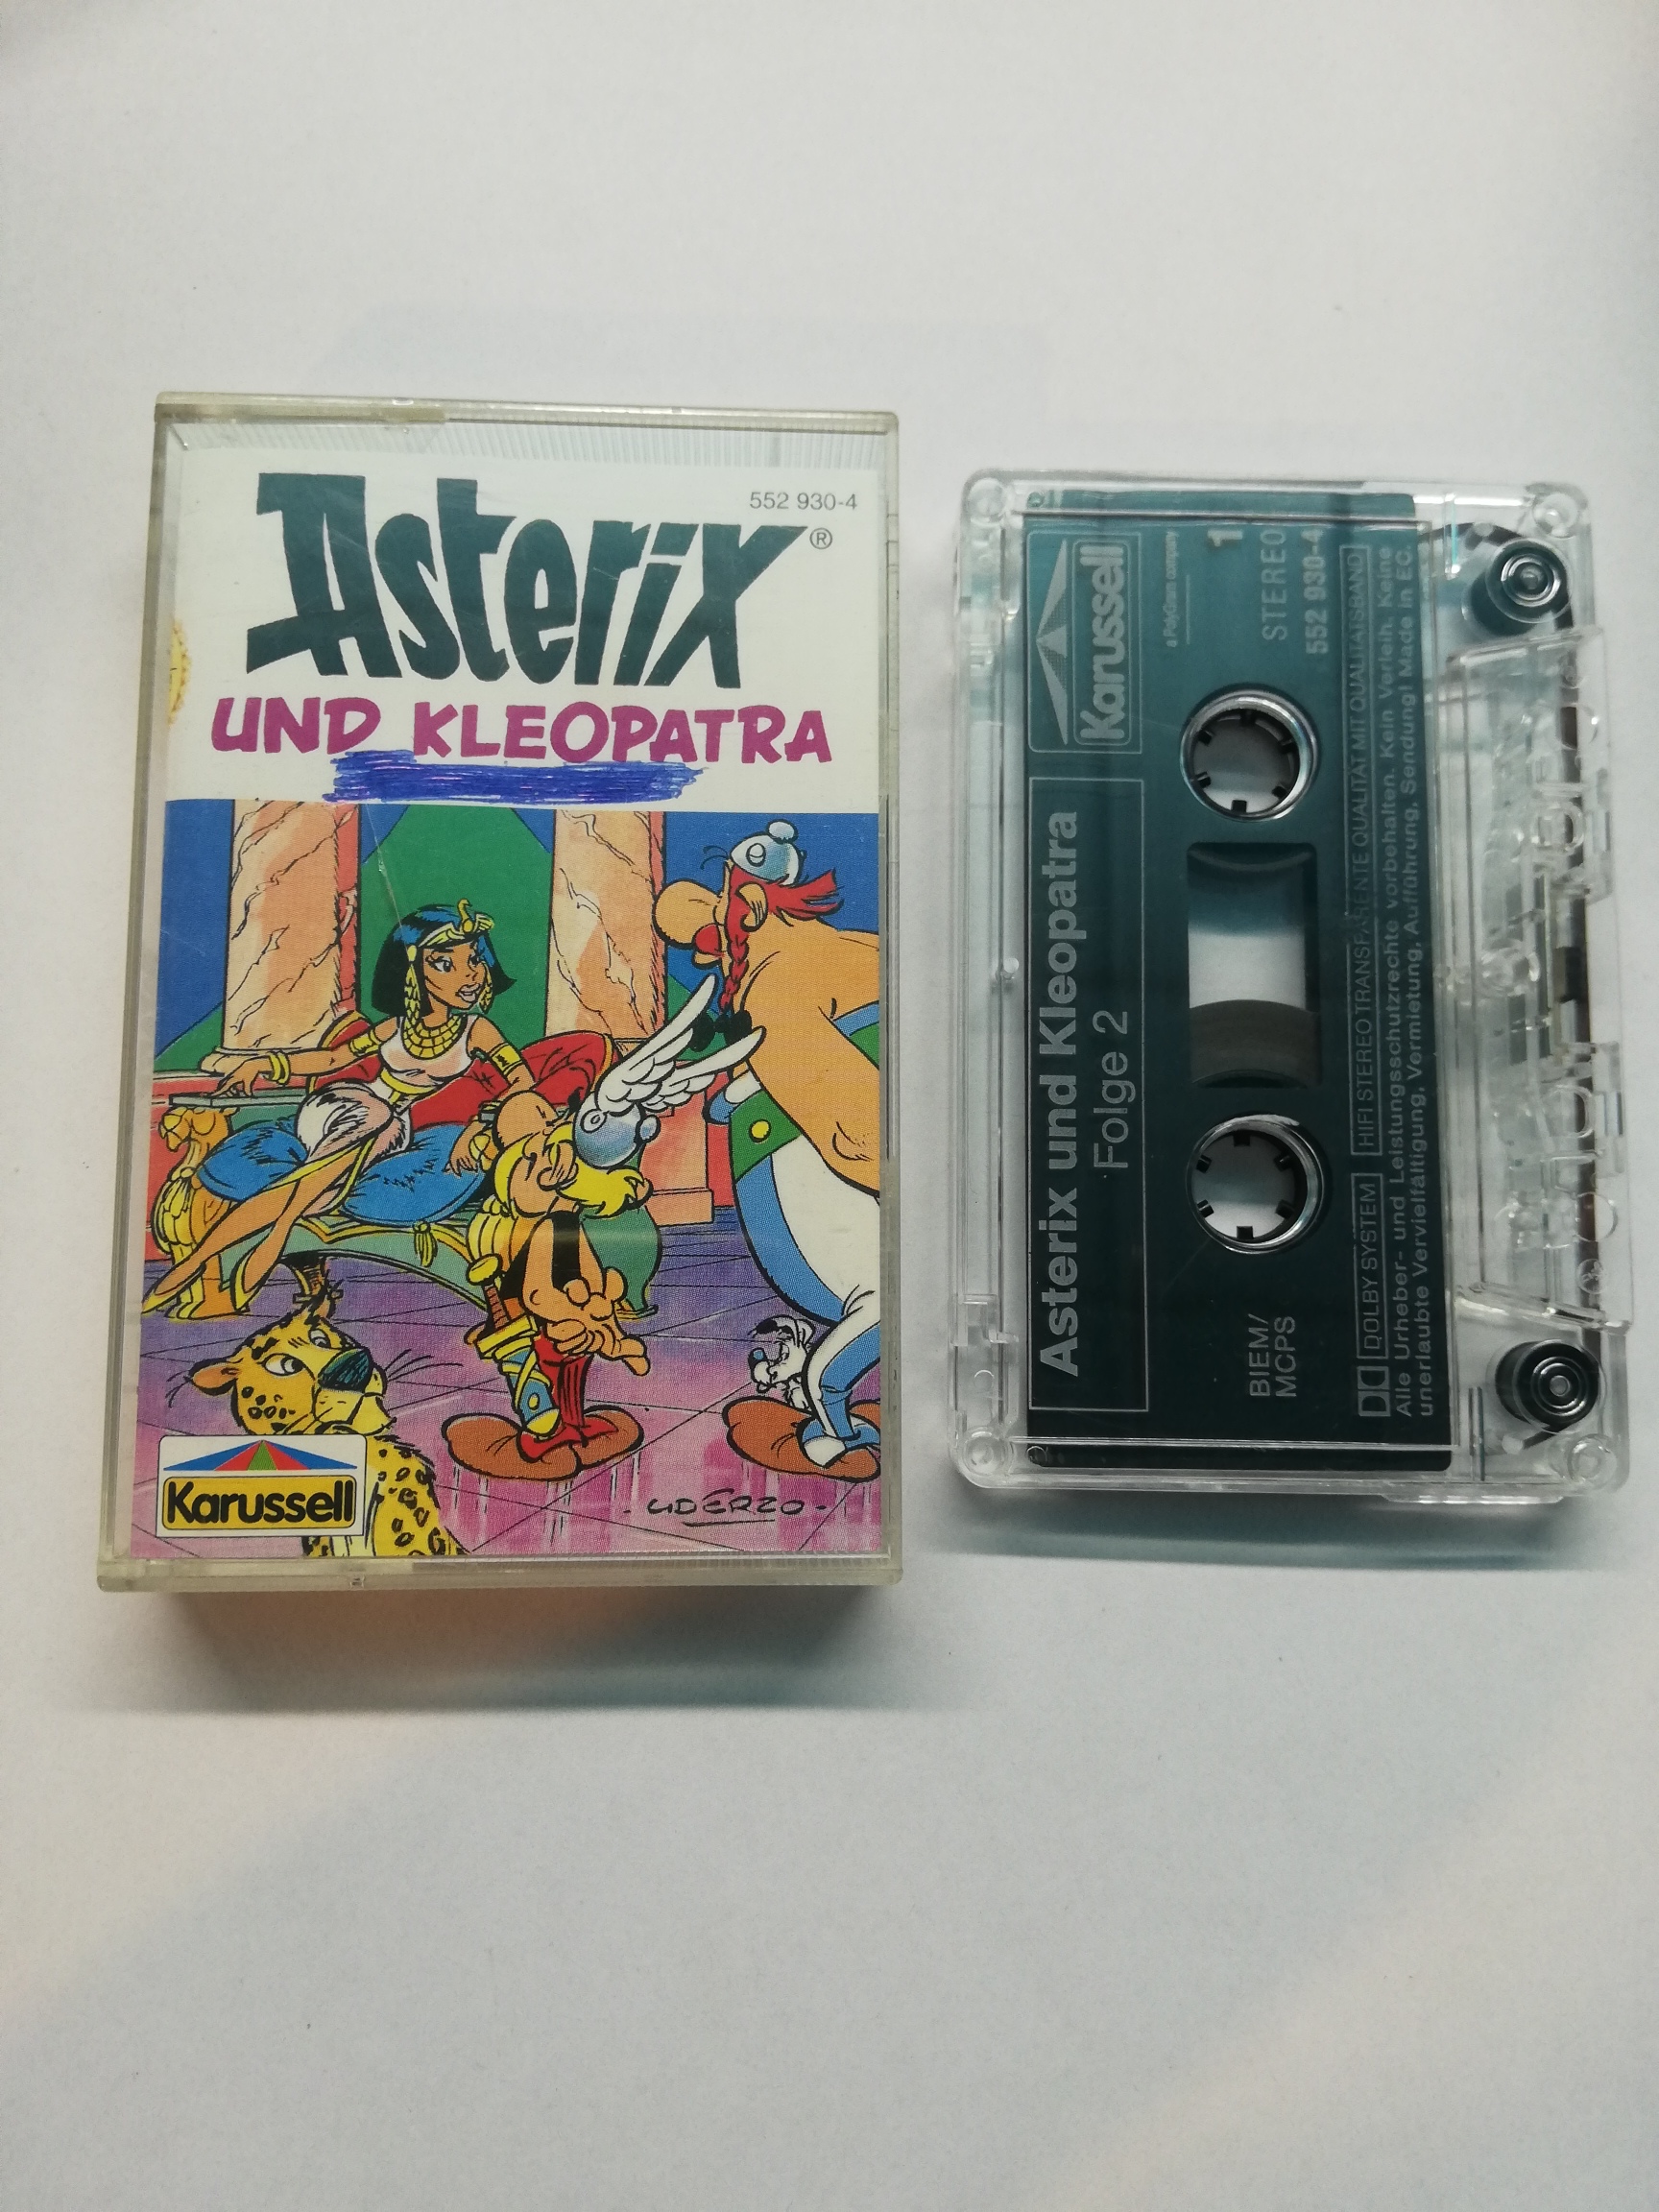 552 930-4
Asterix®
UND KLEOPATRA
Karussell
- UDERZO -
Karussell
a PolyGram company
1
STEREO
552 930-4
Asterix und Kleopatra
Folge 2
BIEM/
MCPS
DOLBY SYSTEM HIFI STEREO TRANSPARENTE QUALITÄT MIT QUALITÄTSBAND
Alle Urheber- und Leistungsschutzrechte vorbehalten. Kein Verleih. Keine
unerlaubte Vervielfältigung, Vermietung, Aufführung, Sendung! Made in EC.